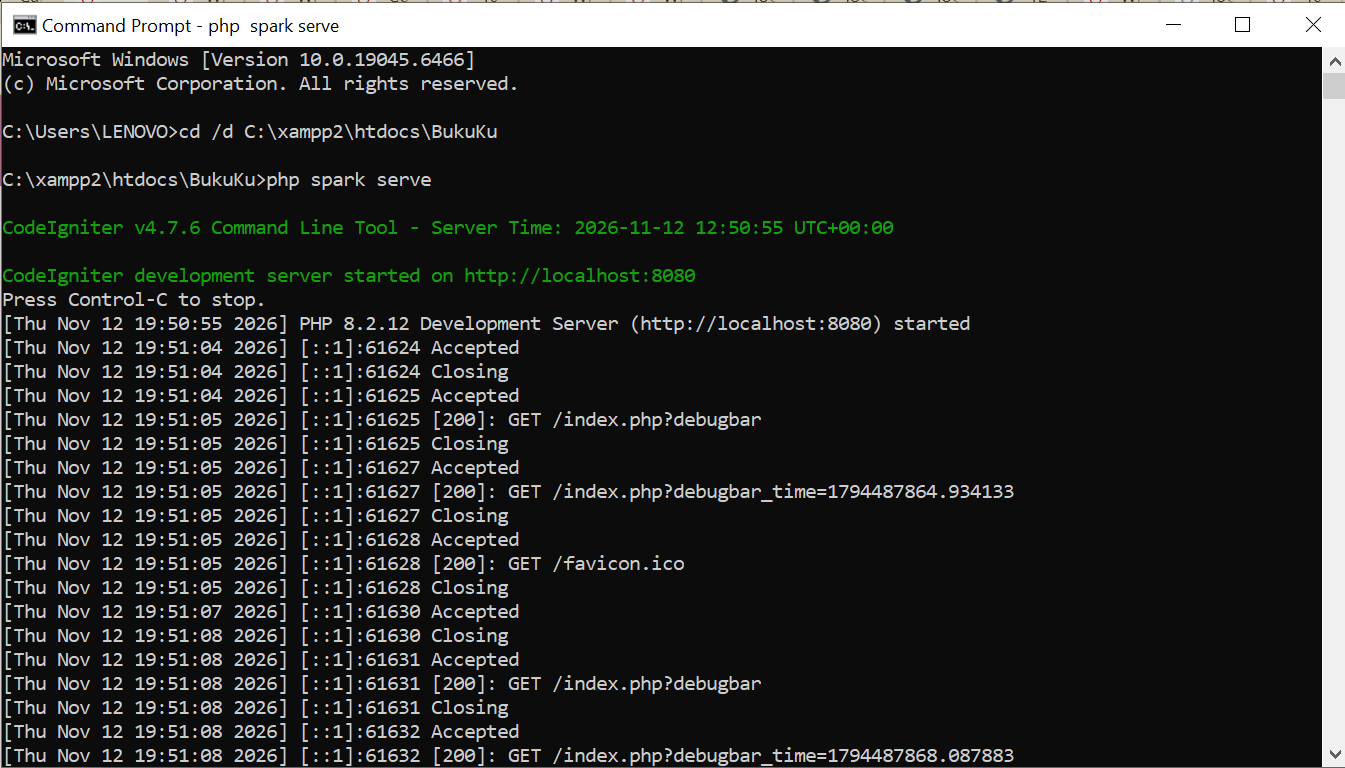 Command Prompt - php  spark serve
Microsoft Windows [Version 10.0.19045.6466]
(c) Microsoft Corporation. All rights reserved.
C:\Users\LENOVO>cd /d C:\xampp2\htdocs\BukuKu
C:\xampp2\htdocs\BukuKu>php spark serve
CodeIgniter v4.7.6 Command Line Tool - Server Time: 2026-11-12 12:50:55 UTC+00:00
CodeIgniter development server started on http://localhost:8080
Press Control-C to stop.
[Thu Nov 12 19:50:55 2026] PHP 8.2.12 Development Server (http://localhost:8080) started
[Thu Nov 12 19:51:04 2026] [::1]:61624 Accepted
[Thu Nov 12 19:51:04 2026] [::1]:61624 Closing
[Thu Nov 12 19:51:04 2026] [::1]:61625 Accepted
[Thu Nov 12 19:51:05 2026] [::1]:61625 [200]: GET /index.php?debugbar
[Thu Nov 12 19:51:05 2026] [::1]:61625 Closing
[Thu Nov 12 19:51:05 2026] [::1]:61627 Accepted
[Thu Nov 12 19:51:05 2026] [::1]:61627 [200]: GET /index.php?debugbar_time=1794487864.934133
[Thu Nov 12 19:51:05 2026] [::1]:61627 Closing
[Thu Nov 12 19:51:05 2026] [::1]:61628 Accepted
[Thu Nov 12 19:51:05 2026] [::1]:61628 [200]: GET /favicon.ico
[Thu Nov 12 19:51:05 2026] [::1]:61628 Closing
[Thu Nov 12 19:51:07 2026] [::1]:61630 Accepted
[Thu Nov 12 19:51:08 2026] [::1]:61630 Closing
[Thu Nov 12 19:51:08 2026] [::1]:61631 Accepted
[Thu Nov 12 19:51:08 2026] [::1]:61631 [200]: GET /index.php?debugbar
[Thu Nov 12 19:51:08 2026] [::1]:61631 Closing
[Thu Nov 12 19:51:08 2026] [::1]:61632 Accepted
[Thu Nov 12 19:51:08 2026] [::1]:61632 [200]: GET /index.php?debugbar_time=1794487868.087883